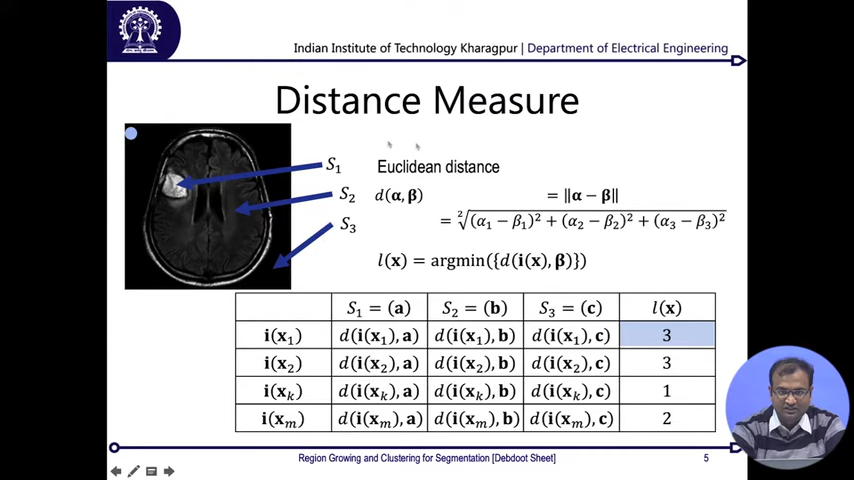 Indian Institute of Technology Kharagpur | Department of Electrical Engineering
Distance Measure
S₁ Euclidean distance
S₂ d(α, β) = ‖α − β‖
S₃ = ²√(α₁ − β₁)² + (α₂ − β₂)² + (α₃ − β₃)²
l(x) = argmin({d(i(x), β)})
S₁ = (a) S₂ = (b) S₃ = (c) l(x)
i(x₁) d(i(x₁), a) d(i(x₁), b) d(i(x₁), c) 3
i(x₂) d(i(x₂), a) d(i(x₂), b) d(i(x₂), c) 3
i(xₖ) d(i(xₖ), a) d(i(xₖ), b) d(i(xₖ), c) 1
i(xₘ) d(i(xₘ), a) d(i(xₘ), b) d(i(xₘ), c) 2
Region Growing and Clustering for Segmentation [Debdoot Sheet] 5